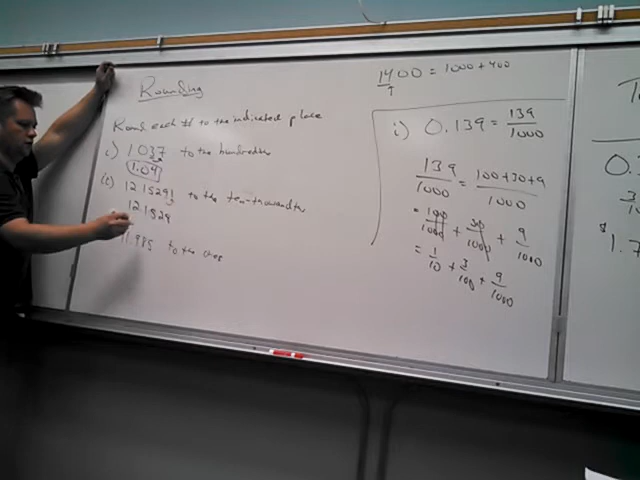 Rounding
Round each # to the indicated place
i) 1.037 to the hundredths
1.04
12.15291 to the ten-thousandth
12.1529
11.985 to the ones
1400 = 1000 + 400
i) 0.139 = 139/1000
139/1000 = 100+30+9/1000
= 100/1000 + 30/1000 + 9/1000
= 1/10 + 3/100 + 9/1000
0.
$1.7